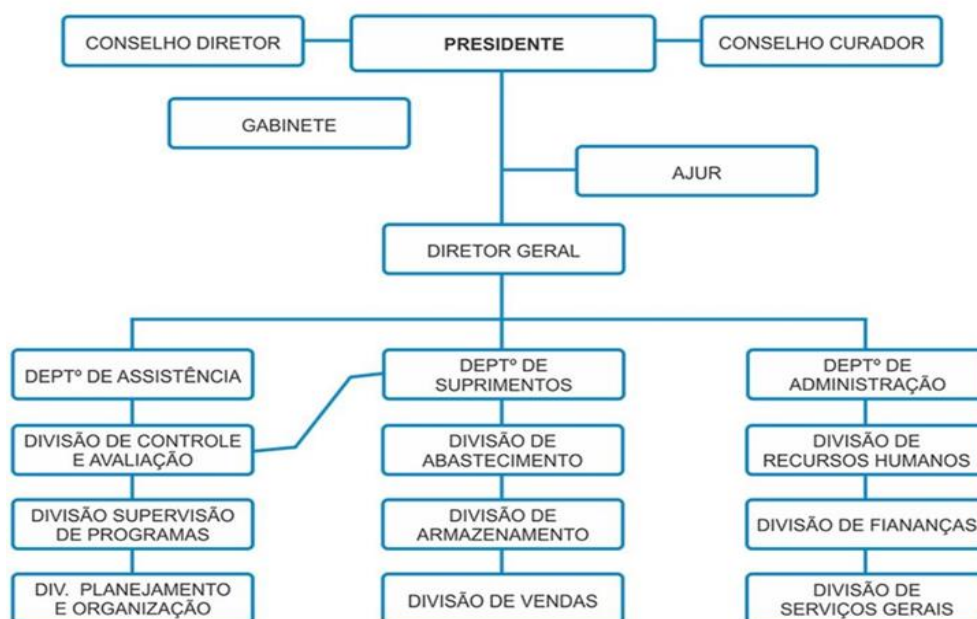 CONSELHO DIRETOR
PRESIDENTE
CONSELHO CURADOR
GABINETE
AJUR
DIRETOR GERAL
DEPTº DE ASSISTÊNCIA
DEPTº DE
SUPRIMENTOS
DEPTº DE
ADMINISTRAÇÃO
DIVISÃO DE CONTROLE
E AVALIAÇÃO
DIVISÃO DE
ABASTECIMENTO
DIVISÃO DE
RECURSOS HUMANOS
DIVISÃO SUPERVISÃO
DE PROGRAMAS
DIVISÃO DE
ARMAZENAMENTO
DIVISÃO DE FIANANÇAS
DIV. PLANEJAMENTO
E ORGANIZAÇÃO
DIVISÃO DE VENDAS
DIVISÃO DE
SERVIÇOS GERAIS